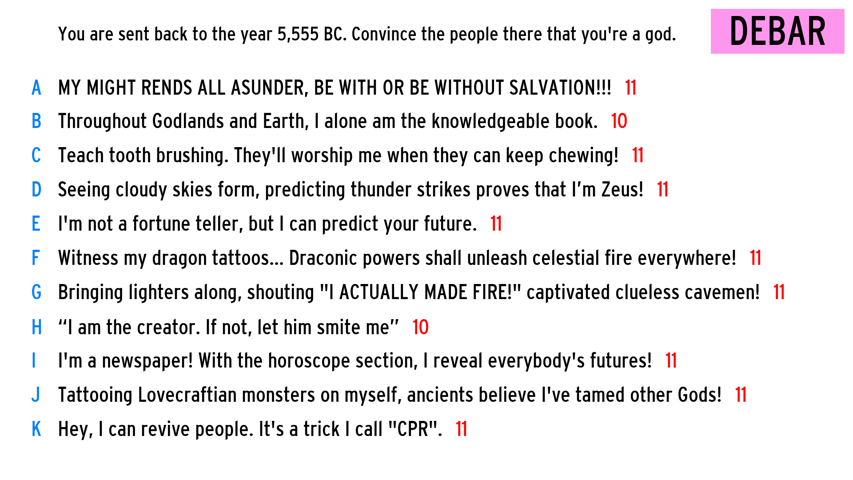 You are sent back to the year 5,555 BC. Convince the people there that you're a god.
DEBAR
A MY MIGHT RENDS ALL ASUNDER, BE WITH OR BE WITHOUT SALVATION!!! 11
B Throughout Godlands and Earth, I alone am the knowledgeable book. 10
C Teach tooth brushing. They'll worship me when they can keep chewing! 11
D Seeing cloudy skies form, predicting thunder strikes proves that I’m Zeus! 11
E I'm not a fortune teller, but I can predict your future. 11
F Witness my dragon tattoos... Draconic powers shall unleash celestial fire everywhere! 11
G Bringing lighters along, shouting "I ACTUALLY MADE FIRE!" captivated clueless cavemen! 11
H “I am the creator. If not, let him smite me” 10
I I'm a newspaper! With the horoscope section, I reveal everybody's futures! 11
J Tattooing Lovecraftian monsters on myself, ancients believe I've tamed other Gods! 11
K Hey, I can revive people. It's a trick I call "CPR". 11